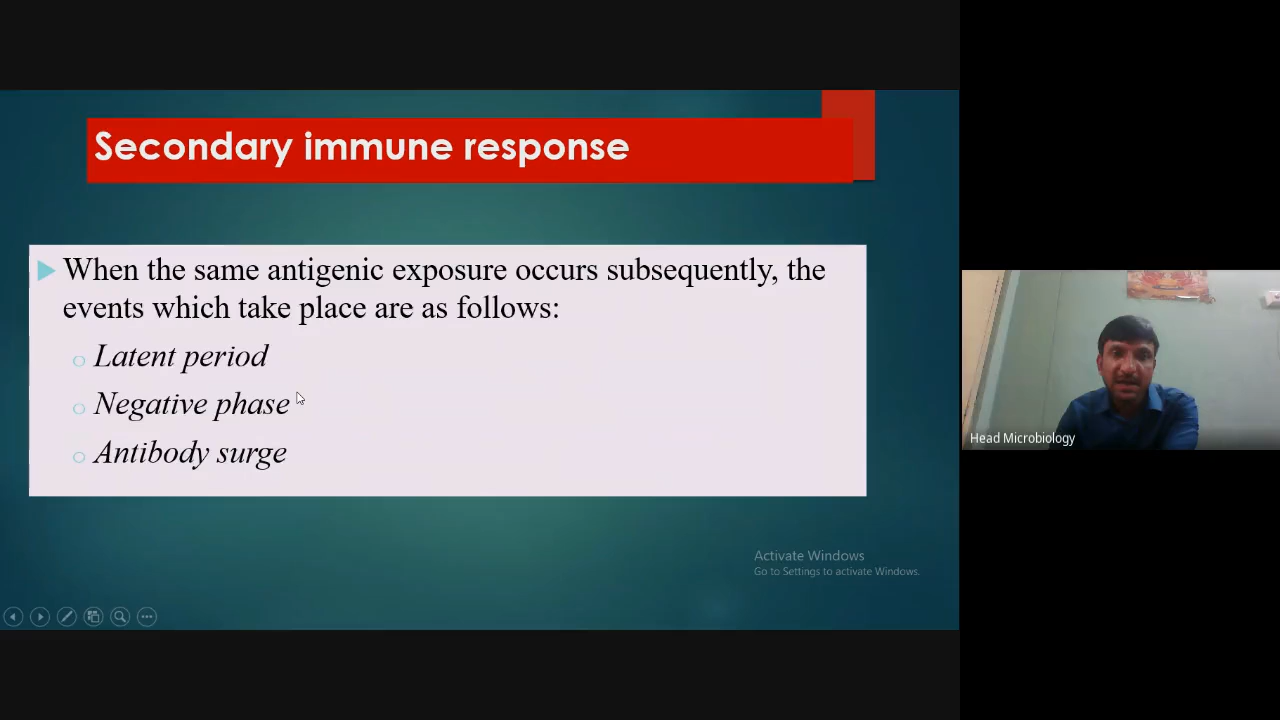 Secondary immune response
When the same antigenic exposure occurs subsequently, the
events which take place are as follows:
Latent period
Negative phase
Antibody surge
Activate Windows
Go to Settings to activate Windows.
Head Microbiology